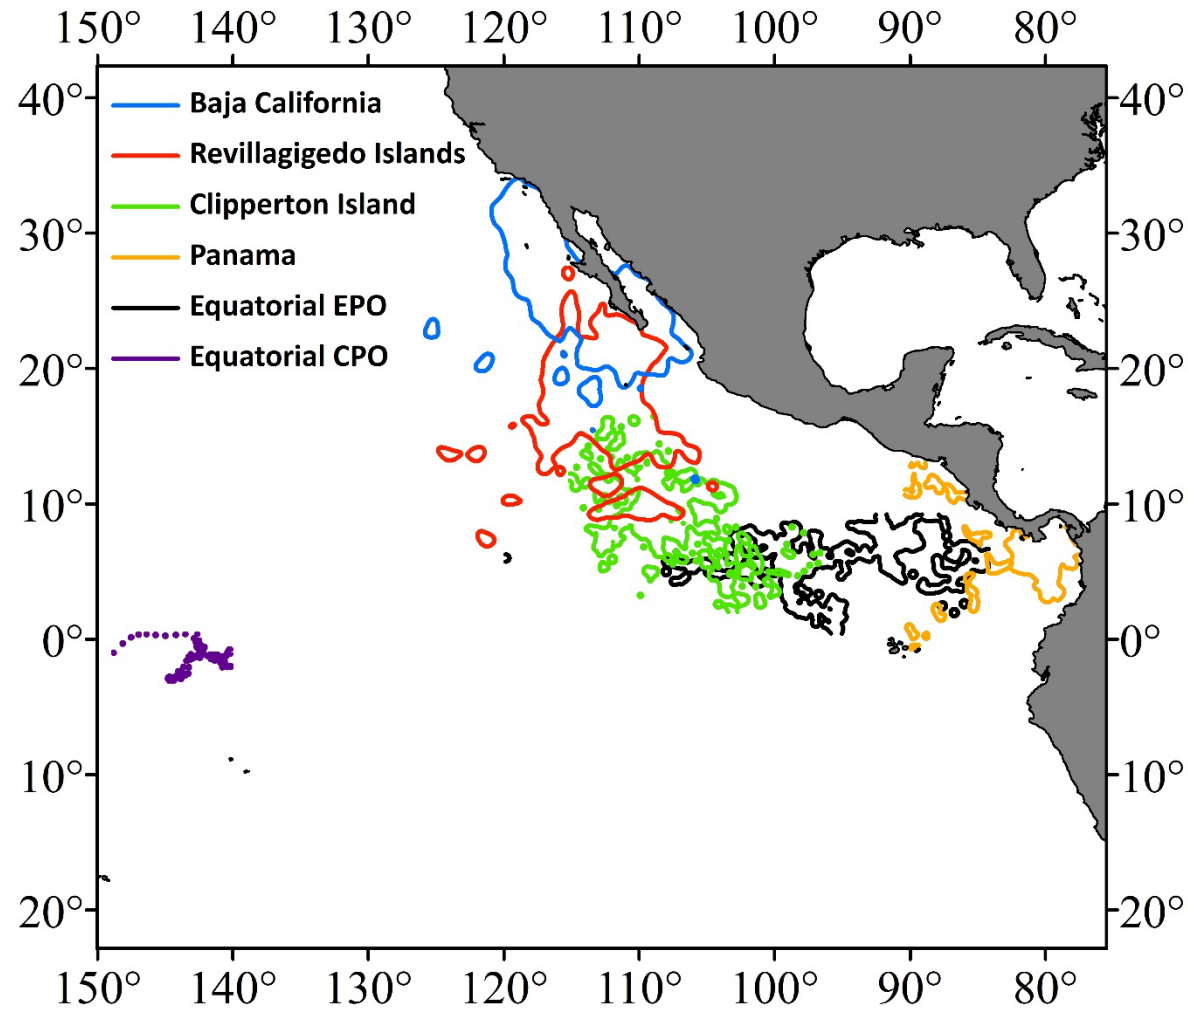 150° 140° 130° 120° 110° 100° 90° 80°
40° Baja California 40°
Revillagigedo Islands
Clipperton Island
30° 30°
Panama
Equatorial EPO
Equatorial CPO
20° 20°
10° 10°
0° 0°
10° 10°
20° 20°
150° 140° 130° 120° 110° 100° 90° 80°